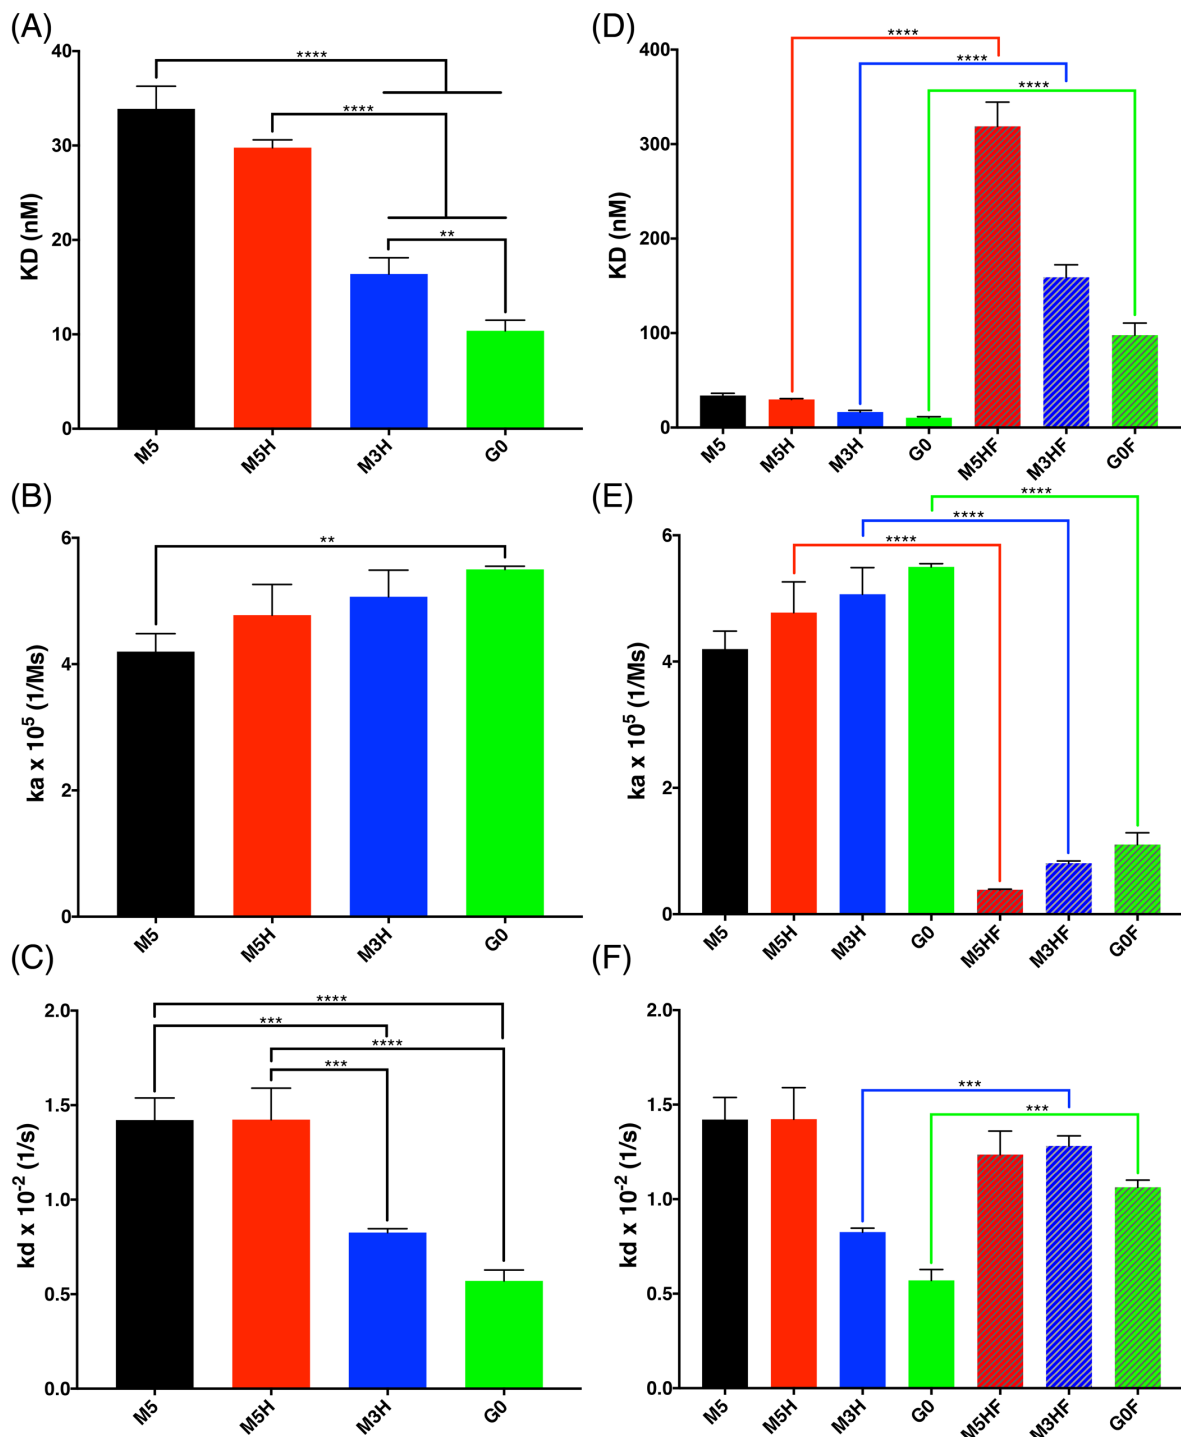 (A)
40
30
20
10
0
KD (nM)
****
****
**
M5
M5H
M3H
G0
(D)
400
300
200
100
0
KD (nM)
****
****
****
M5
M5H
M3H
G0
M5HF
M3HF
G0F
(B)
6
4
2
0
ka x 10⁵ (1/Ms)
**
M5
M5H
M3H
G0
(E)
6
4
2
0
ka x 10⁵ (1/Ms)
****
****
****
M5
M5H
M3H
G0
M5HF
M3HF
G0F
(C)
2.0
1.5
1.0
0.5
0.0
kd x 10⁻² (1/s)
****
***
****
***
M5
M5H
M3H
G0
(F)
2.0
1.5
1.0
0.5
0.0
kd x 10⁻² (1/s)
***
***
M5
M5H
M3H
G0
M5HF
M3HF
G0F